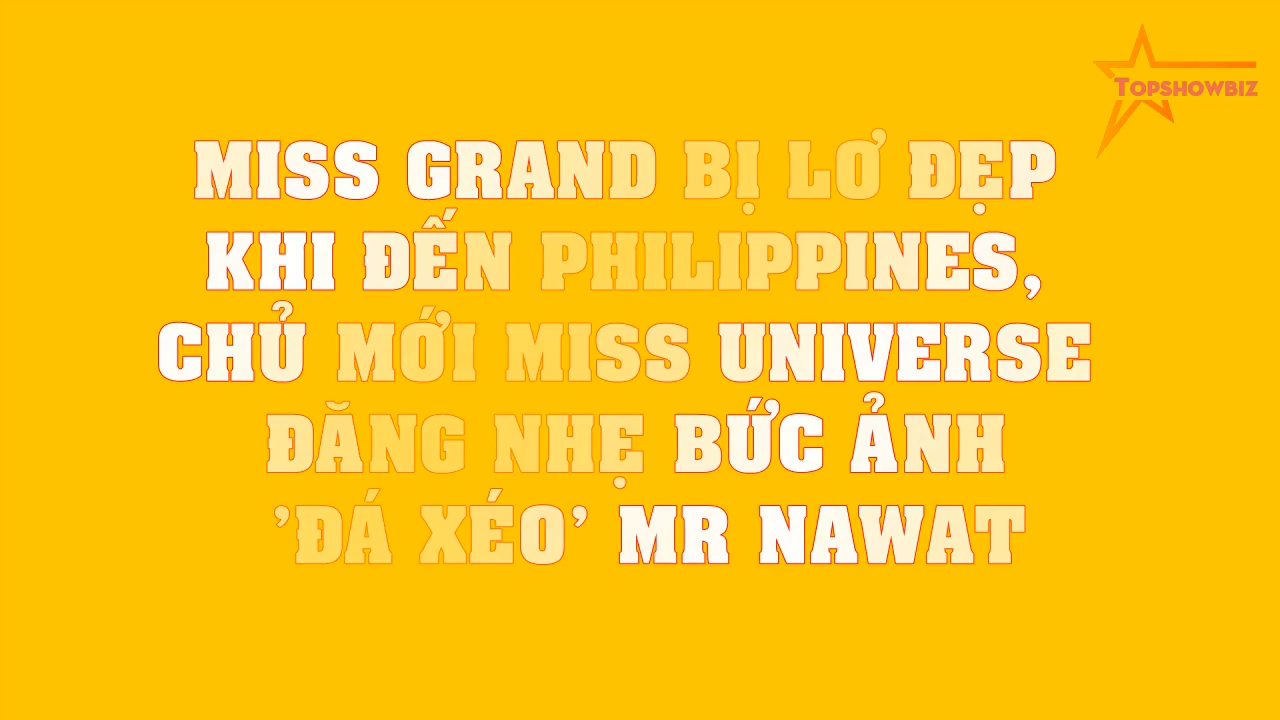 TOPSHOWBIZ
MISS GRAND BỊ LƠ ĐẸP
KHI ĐẾN PHILIPPINES,
CHỦ MỚI MISS UNIVERSE
ĐĂNG NHẸ BỨC ẢNH
'ĐÁ XÉO' MR NAWAT